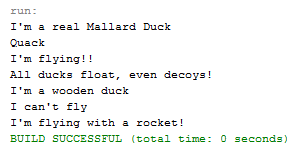 run:
I'm a real Mallard Duck
Quack
I'm flying!!
All ducks float, even decoys!
I'm a wooden duck
I can't fly
I'm flying with a rocket!
BUILD SUCCESSFUL (total time: 0 seconds)